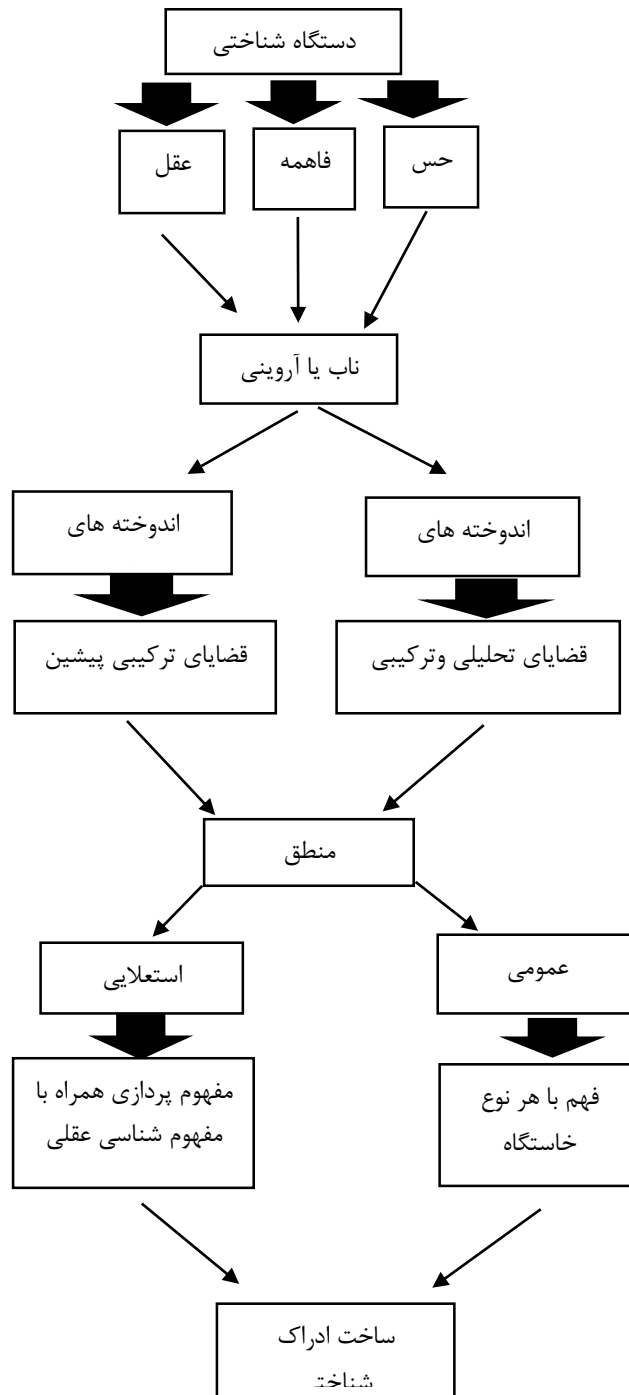 دستگاه شناختی
حس
فاهمه
عقل
ناب یا آروینی
اندوخته های
اندوخته های
قضایای تحلیلی وترکیبی
قضایای ترکیبی پیشین
منطق
عمومی
استعلایی
فهم با هر نوع
خاستگاه
مفهوم پردازی همراه با
مفهوم شناسی عقلی
ساخت ادراک